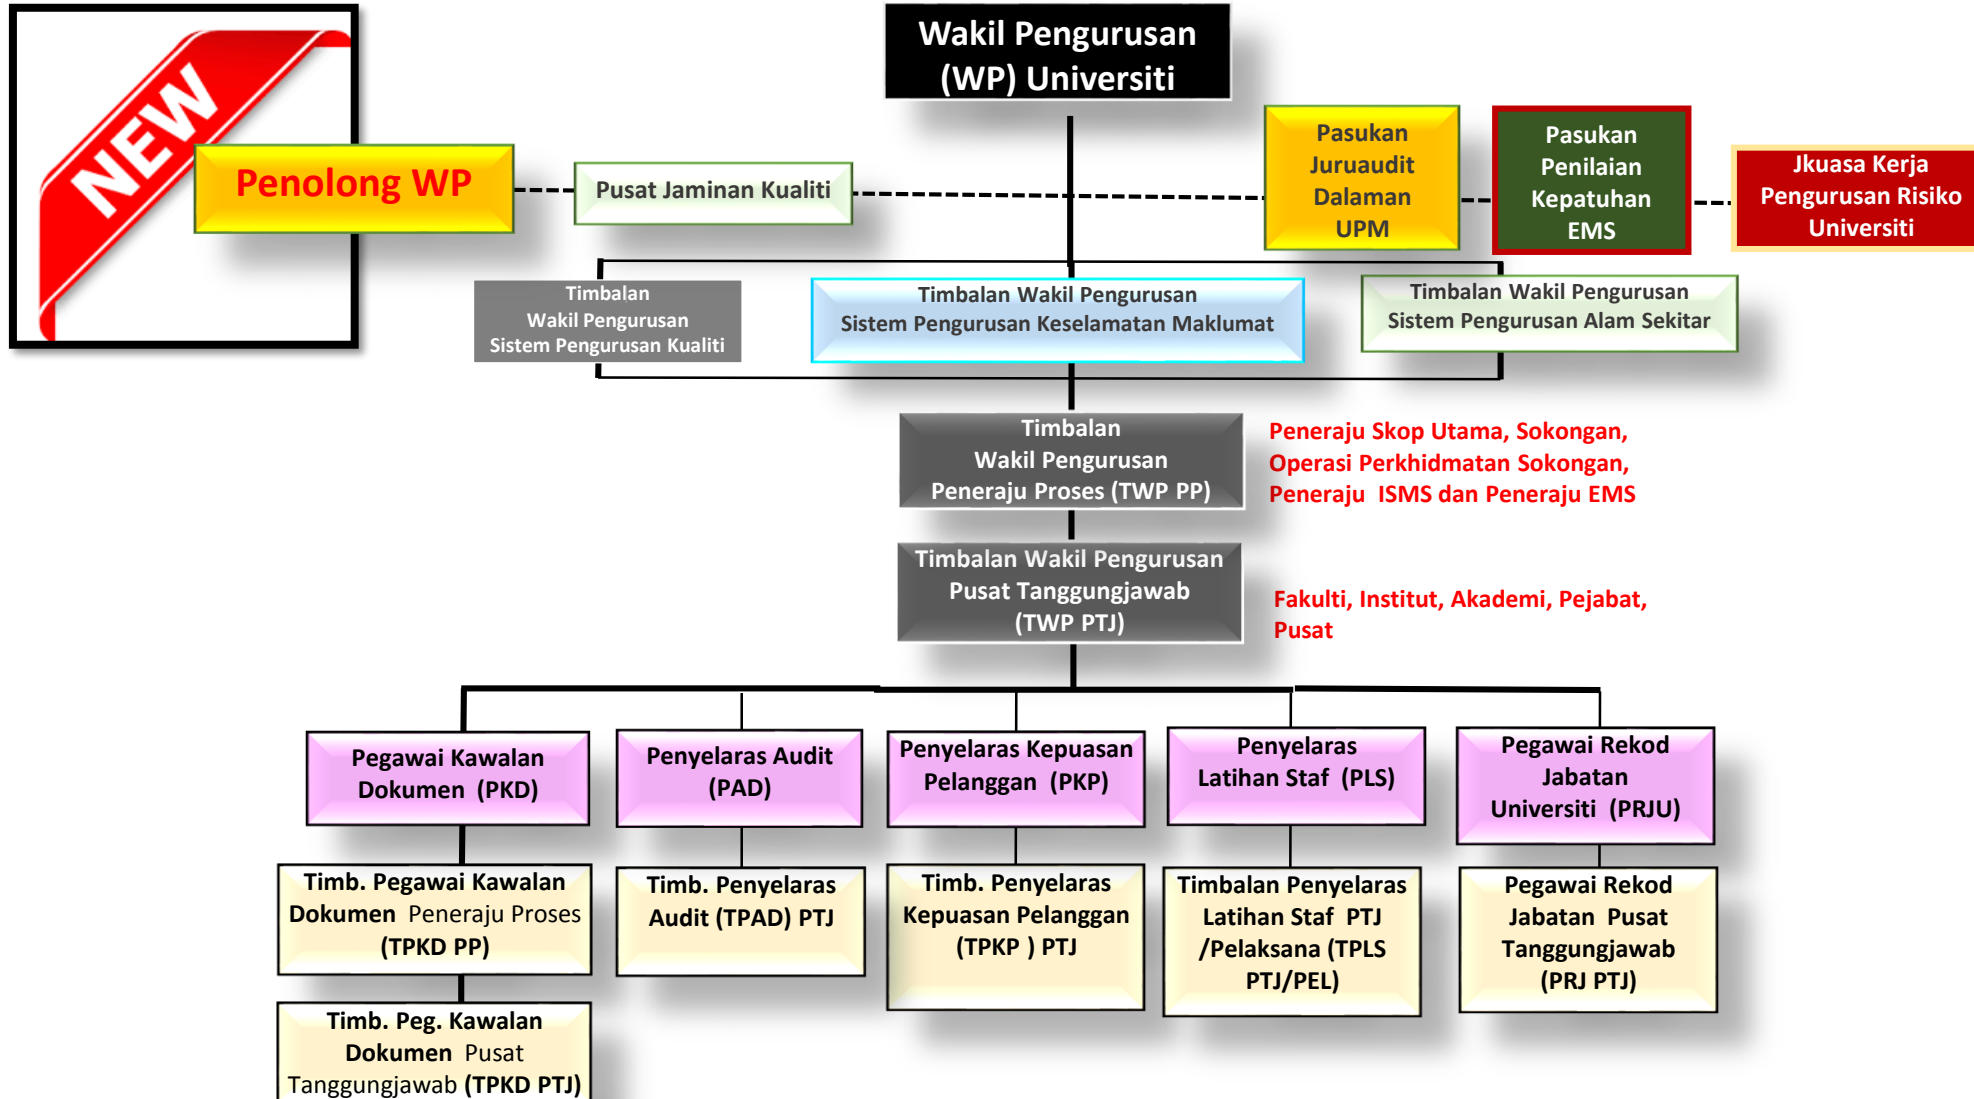 Wakil Pengurusan
(WP) Universiti
NEW
Penolong WP
Pusat Jaminan Kualiti
Pasukan
Juruaudit
Dalaman
UPM
Pasukan
Penilaian
Kepatuhan
EMS
Jkuasa Kerja
Pengurusan Risiko
Universiti
Timbalan
Wakil Pengurusan
Sistem Pengurusan Kualiti
Timbalan Wakil Pengurusan
Sistem Pengurusan Keselamatan Maklumat
Timbalan Wakil Pengurusan
Sistem Pengurusan Alam Sekitar
Timbalan
Wakil Pengurusan
Peneraju Proses (TWP PP)
Peneraju Skop Utama, Sokongan,
Operasi Perkhidmatan Sokongan,
Peneraju ISMS dan Peneraju EMS
Timbalan Wakil Pengurusan
Pusat Tanggungjawab
(TWP PTJ)
Fakulti, Institut, Akademi, Pejabat,
Pusat
Pegawai Kawalan
Dokumen (PKD)
Penyelaras Audit
(PAD)
Penyelaras Kepuasan
Pelanggan (PKP)
Penyelaras
Latihan Staf (PLS)
Pegawai Rekod
Jabatan
Universiti (PRJU)
Timb. Pegawai Kawalan
Dokumen Peneraju Proses
(TPKD PP)
Timb. Penyelaras
Audit (TPAD) PTJ
Timb. Penyelaras
Kepuasan Pelanggan
(TPKP ) PTJ
Timbalan Penyelaras
Latihan Staf PTJ
/Pelaksana (TPLS
PTJ/PEL)
Pegawai Rekod
Jabatan Pusat
Tanggungjawab
(PRJ PTJ)
Timb. Peg. Kawalan
Dokumen Pusat
Tanggungjawab (TPKD PTJ)